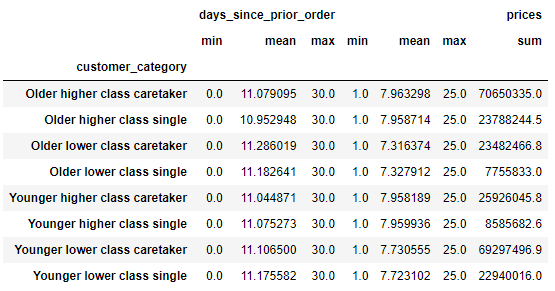 days_since_prior_order prices
min mean max min mean max sum
customer_category
Older higher class caretaker 0.0 11.079095 30.0 1.0 7.963298 25.0 70650335.0
Older higher class single 0.0 10.952948 30.0 1.0 7.958714 25.0 23788244.5
Older lower class caretaker 0.0 11.286019 30.0 1.0 7.316374 25.0 23482466.8
Older lower class single 0.0 11.182641 30.0 1.0 7.327912 25.0 7755833.0
Younger higher class caretaker 0.0 11.044871 30.0 1.0 7.958189 25.0 25926045.8
Younger higher class single 0.0 11.075273 30.0 1.0 7.959936 25.0 8585682.6
Younger lower class caretaker 0.0 11.106500 30.0 1.0 7.730555 25.0 69297496.9
Younger lower class single 0.0 11.175582 30.0 1.0 7.723102 25.0 22940016.0